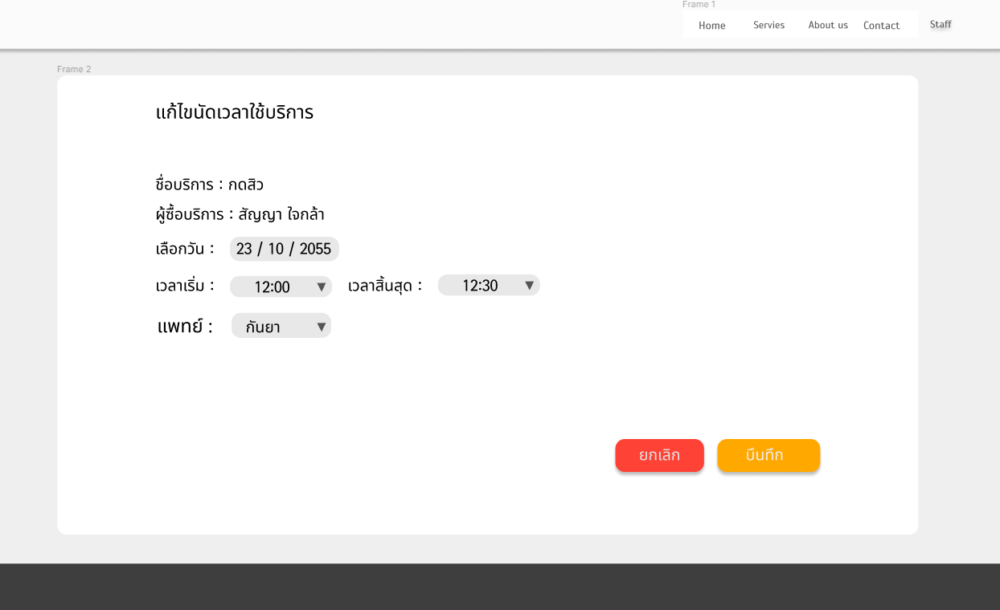 Frame 1
Home Servies About us Contact Staff
Frame 2
แก้ไขนัดเวลาใช้บริการ
ชื่อบริการ : กดสิว
ผู้ซื้อบริการ : สัญญา ใจกล้า
เลือกวัน : 23 / 10 / 2055
เวลาเริ่ม : 12:00 ▼ เวลาสิ้นสุด : 12:30 ▼
แพทย์ : กันยา ▼
ยกเลิก บืนทึก